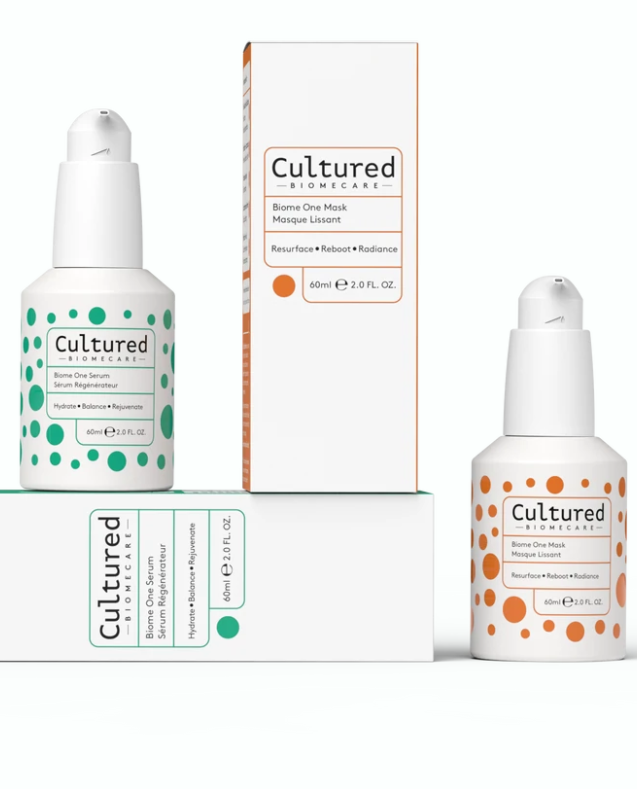 Cultured
BIOMECARE
Biome One Mask
Masque Lissant
Resurface • Reboot • Radiance
60ml ℮ 2.0 FL. OZ.
Cultured
BIOMECARE
Biome One Serum
Sérum Régénérateur
Hydrate • Balance • Rejuvenate
60ml ℮ 2.0 FL. OZ.
Cultured
BIOMECARE
Biome One Serum
Sérum Régénérateur
Hydrate • Balance • Rejuvenate
60ml ℮ 2.0 FL. OZ.
Cultured
BIOMECARE
Biome One Mask
Masque Lissant
Resurface • Reboot • Radiance
60ml ℮ 2.0 FL. OZ.